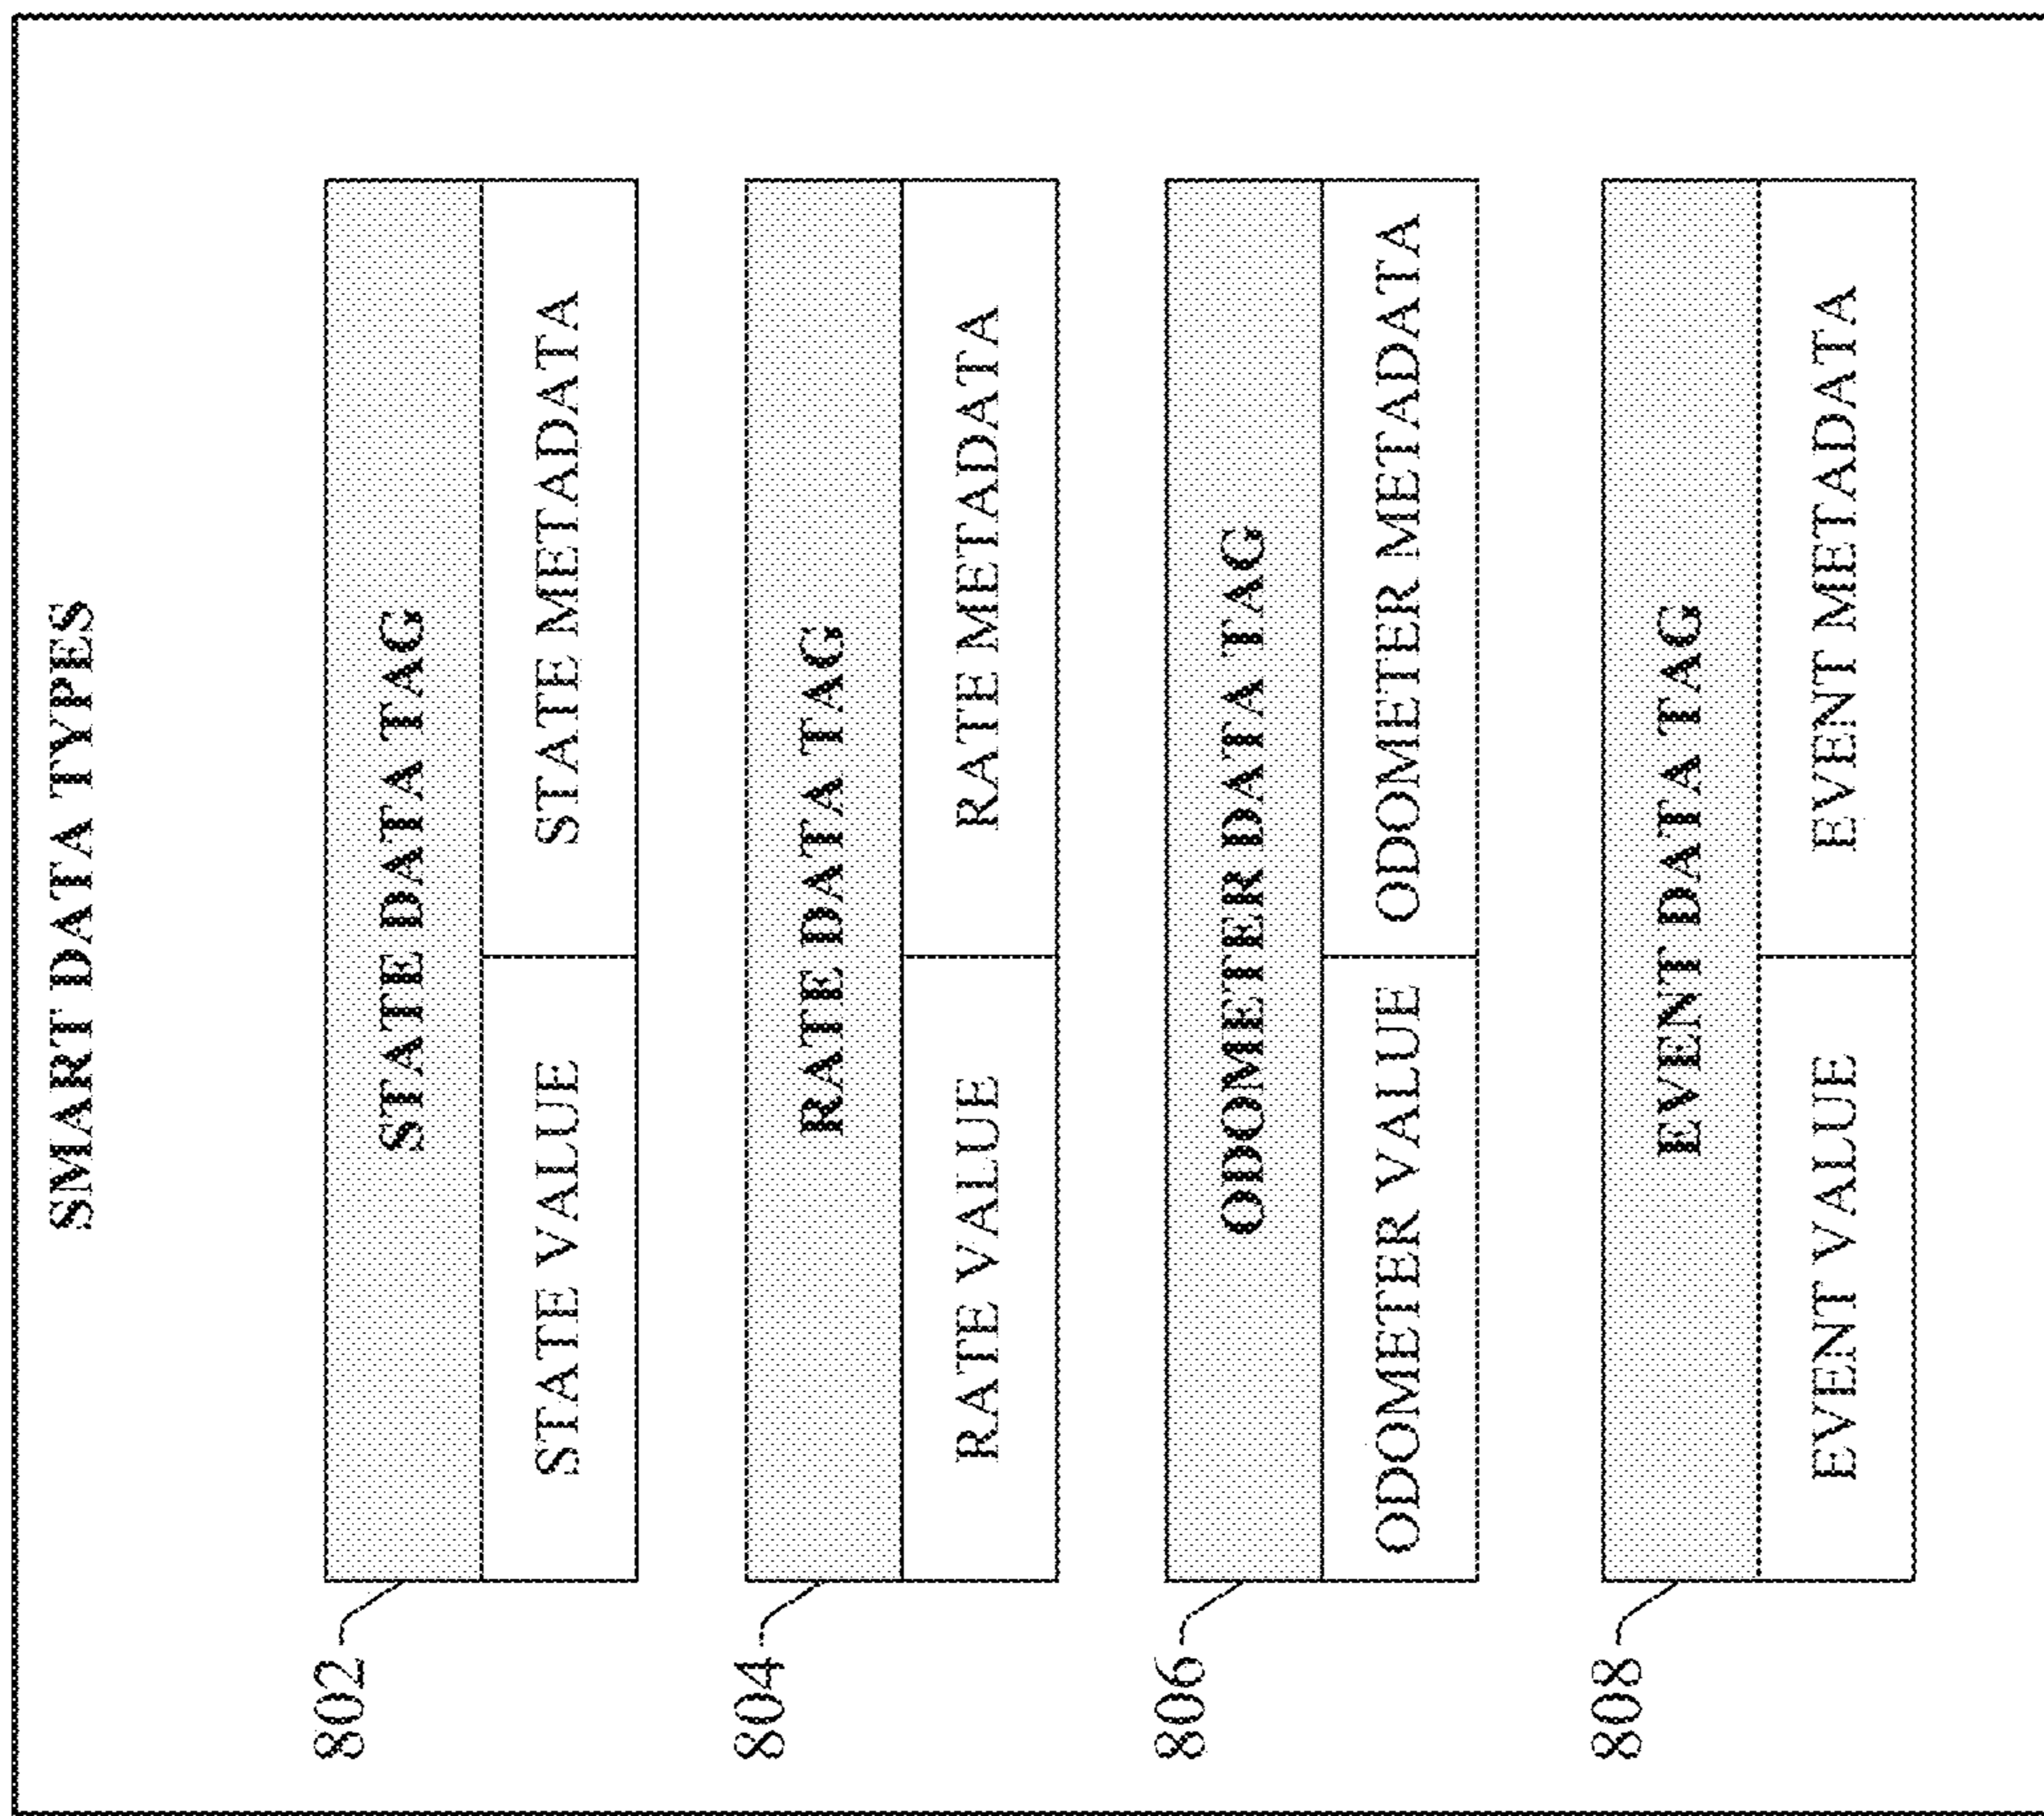 SMART DATA TYPES
802
STATE DATA TAG
STATE VALUE
STATE METADATA
804
RATE DATA TAG
RATE VALUE
RATE METADATA
806
ODOMETER DATA TAG
ODOMETER VALUE
ODOMETER METADATA
808
EVENT DATA TAG
EVENT VALUE
EVENT METADATA